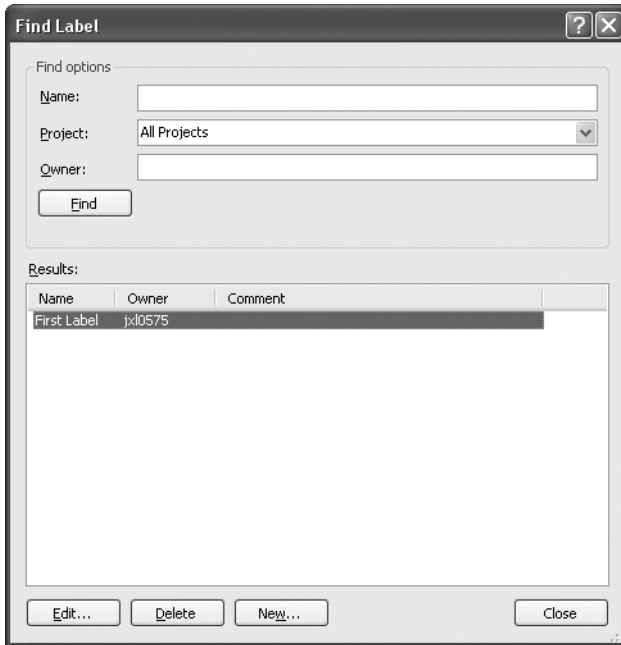 Find Label
Find options
Name:
Project: All Projects
Owner:
Find
Results:
Name Owner Comment
First Label jxl0575
Edit... Delete New... Close